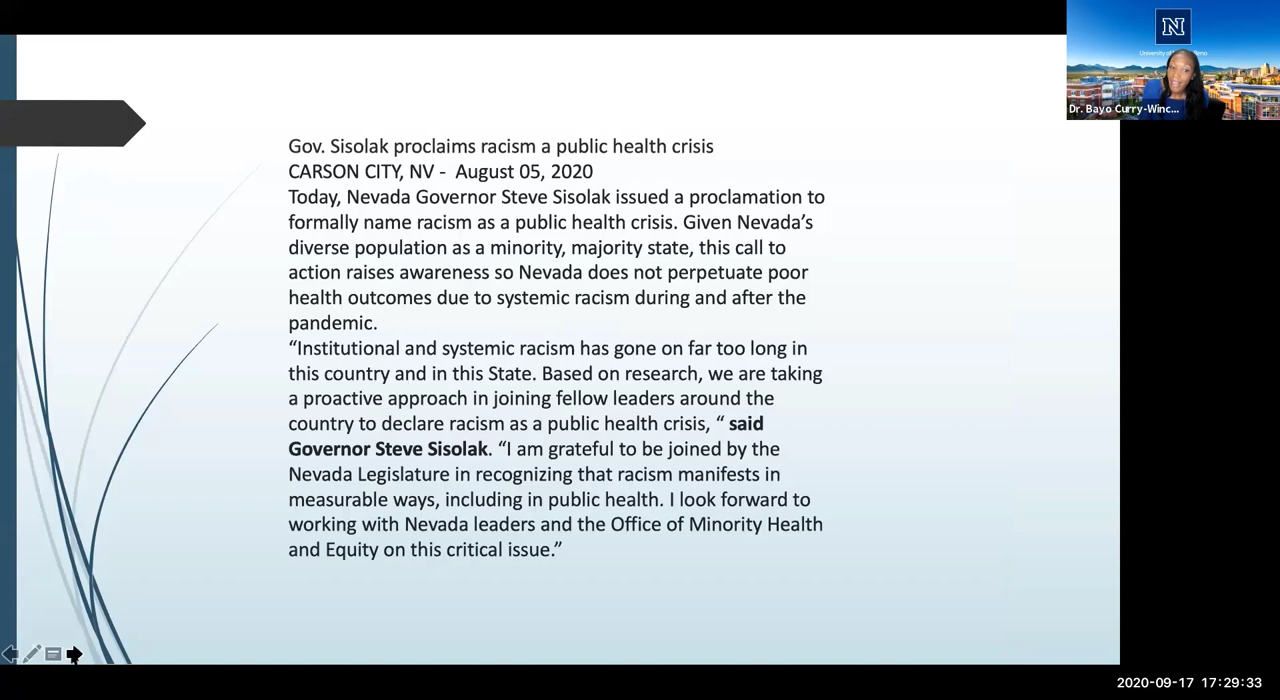 N
University of
Dr. Bayo Curry-Winc...
Gov. Sisolak proclaims racism a public health crisis
CARSON CITY, NV - August 05, 2020
Today, Nevada Governor Steve Sisolak issued a proclamation to
formally name racism as a public health crisis. Given Nevada’s
diverse population as a minority, majority state, this call to
action raises awareness so Nevada does not perpetuate poor
health outcomes due to systemic racism during and after the
pandemic.
“Institutional and systemic racism has gone on far too long in
this country and in this State. Based on research, we are taking
a proactive approach in joining fellow leaders around the
country to declare racism as a public health crisis, “ said
Governor Steve Sisolak. “I am grateful to be joined by the
Nevada Legislature in recognizing that racism manifests in
measurable ways, including in public health. I look forward to
working with Nevada leaders and the Office of Minority Health
and Equity on this critical issue.”
2020-09-17 17:29:33